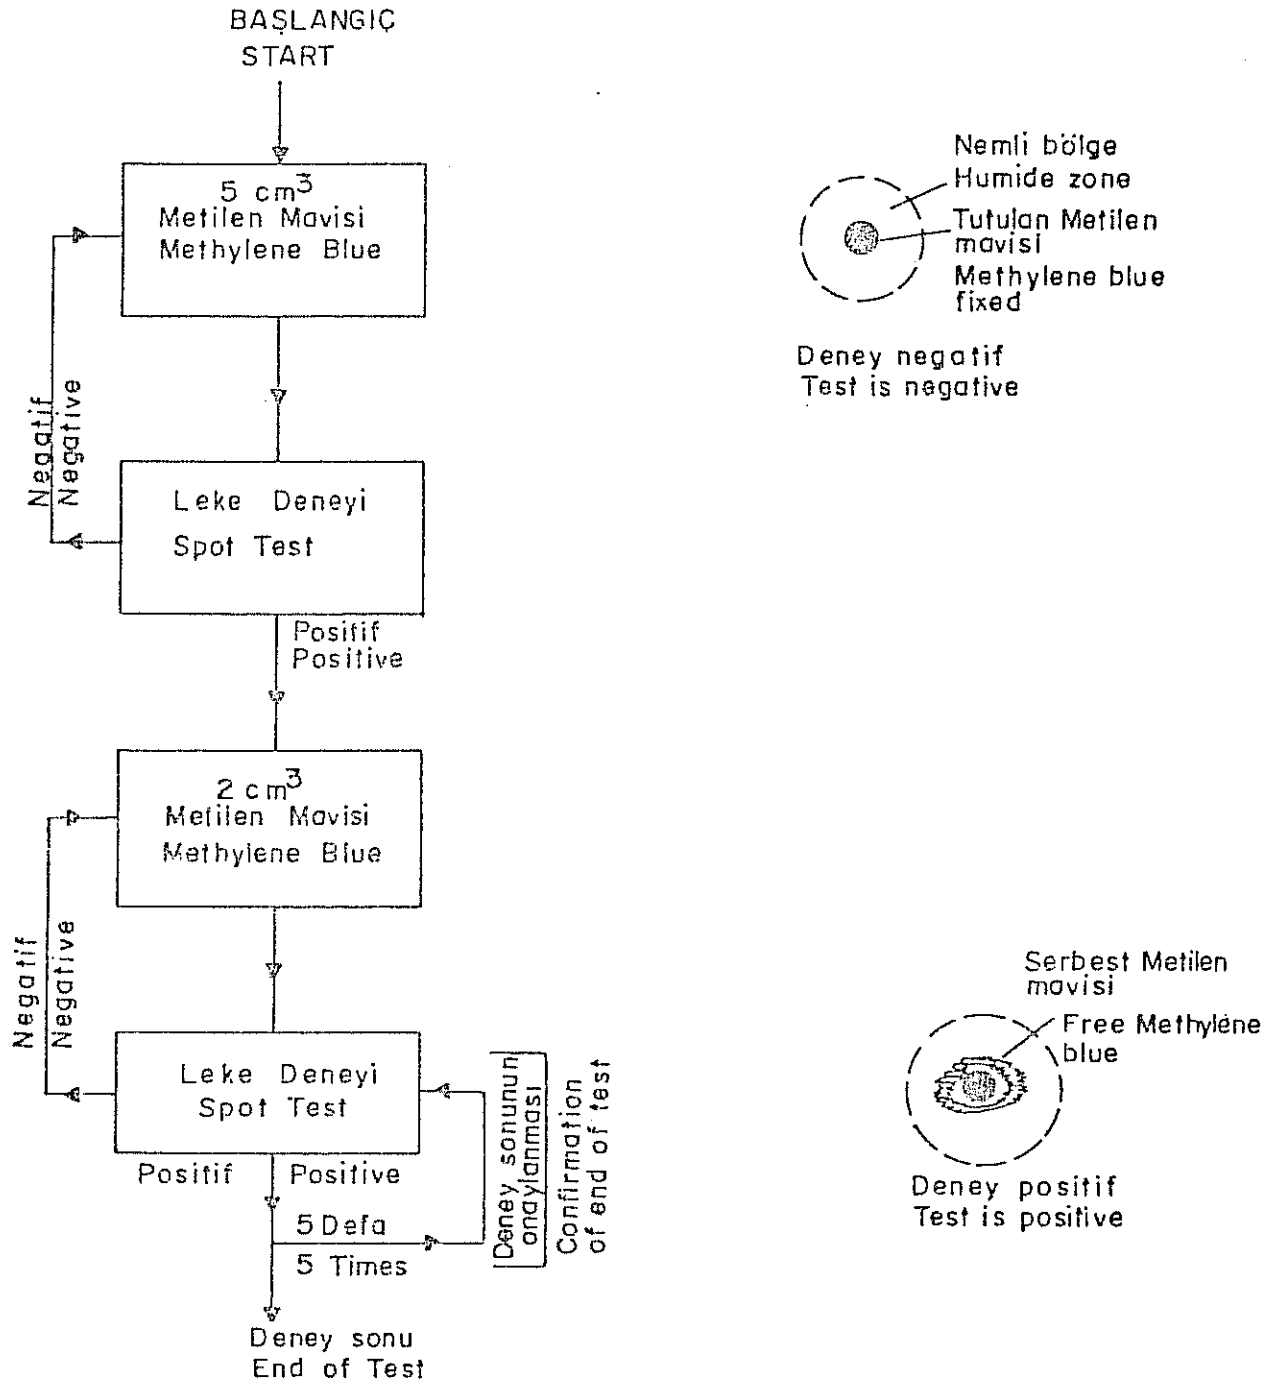 BAŞLANGIÇ
START
5 cm³
Metilen Mavisi
Methylene Blue
Negatif
Negative
Leke Deneyi
Spot Test
Positif
Positive
2 cm³
Metilen Mavisi
Methylene Blue
Negatif
Negative
Leke Deneyi
Spot Test
Positif Positive
5 Defa
5 Times
Deney sonunun
onaylanması
Confirmation
of end of test
Deney sonu
End of Test
Nemli bölge
Humide zone
Tutulan Metilen
mavisi
Methylene blue
fixed
Deney negatif
Test is negative
Serbest Metilen
mavisi
Free Methylene
blue
Deney positif
Test is positive